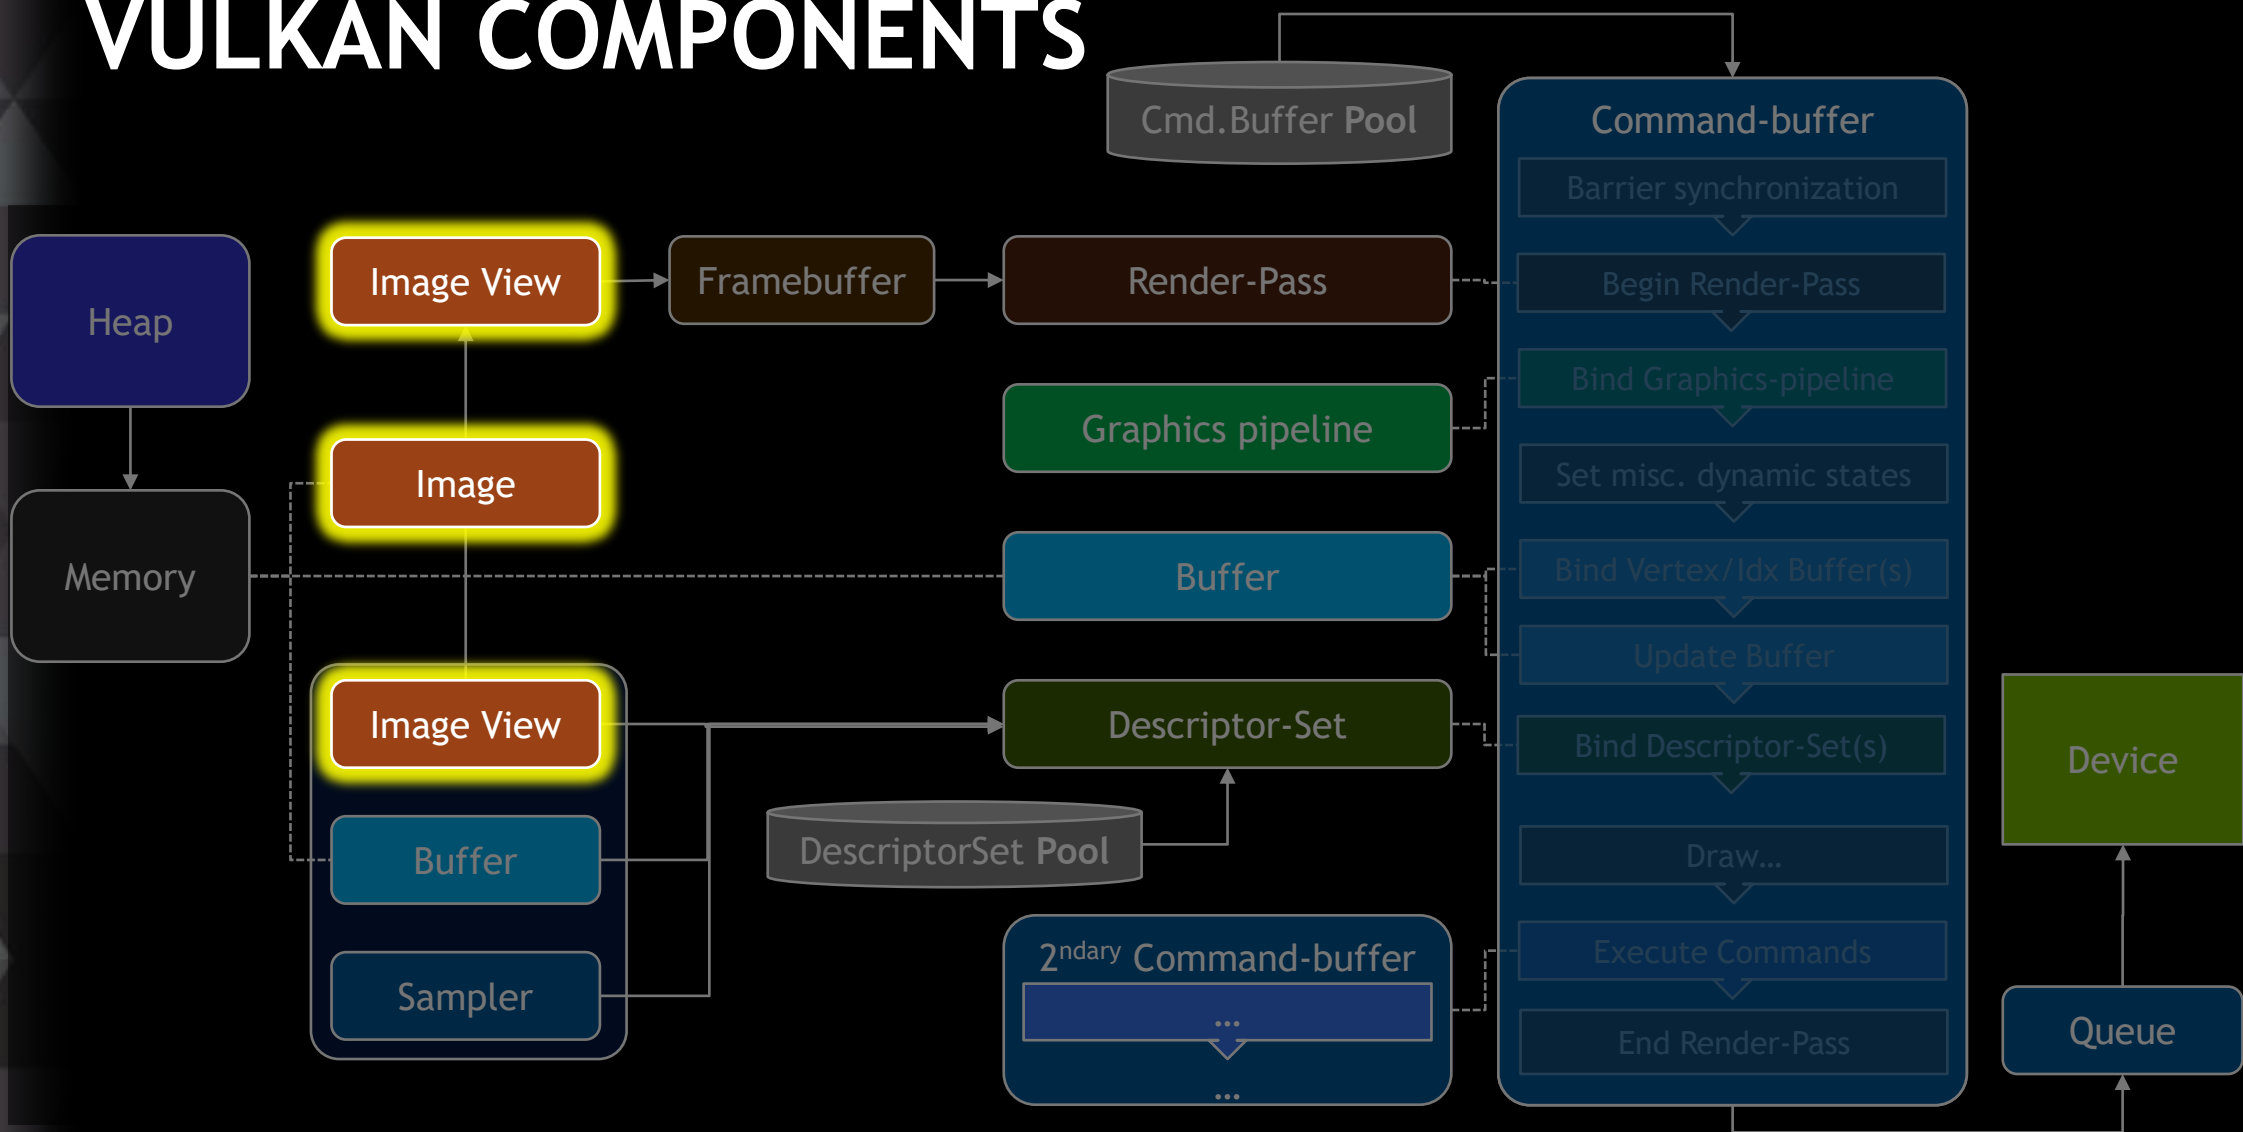 VULKAN COMPONENTS
Cmd.Buffer Pool
Command-buffer
Barrier synchronization
Heap
Image View
Framebuffer
Render-Pass
Begin Render-Pass
Graphics pipeline
Bind Graphics-pipeline
Image
Set misc. dynamic states
Memory
Buffer
Bind Vertex/Idx Buffer(s)
Update Buffer
Image View
Descriptor-Set
Bind Descriptor-Set(s)
Device
Buffer
DescriptorSet Pool
Draw…
2ndary Command-buffer
Execute Commands
Sampler
…
Queue
End Render-Pass
…